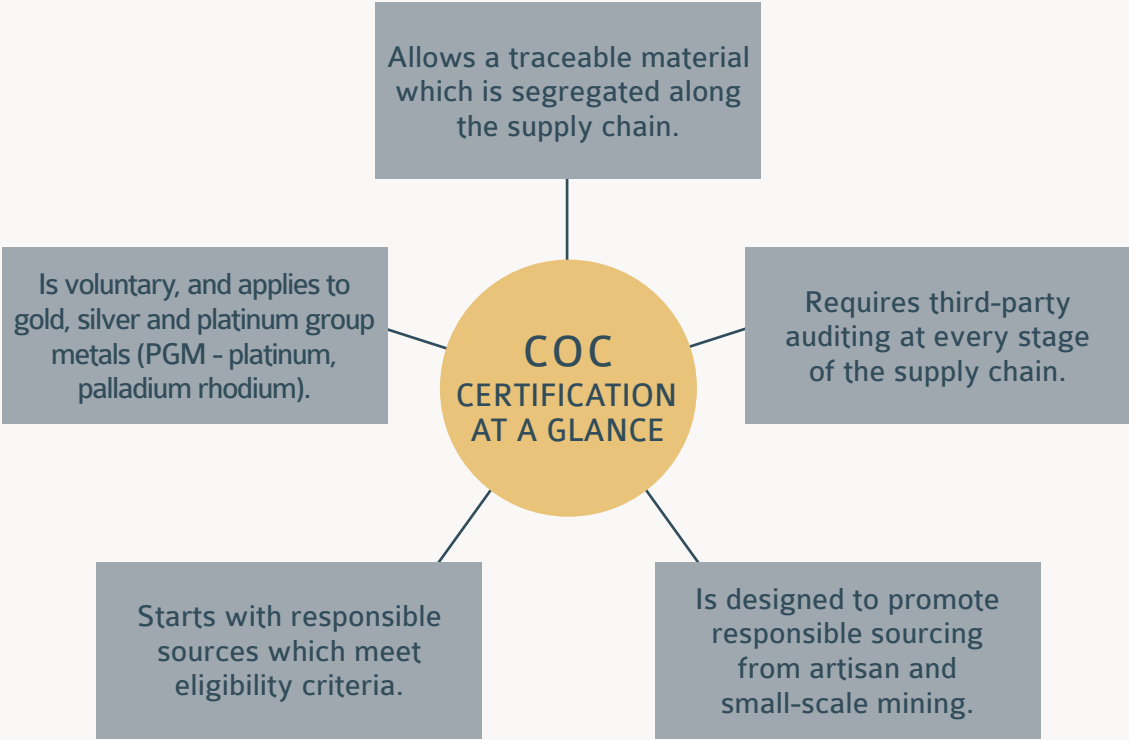 Allows a traceable material
which is segregated along
the supply chain.
Is voluntary, and applies to
gold, silver and platinum group
metals (PGM - platinum,
palladium rhodium).
COC
CERTIFICATION
AT A GLANCE
Requires third-party
auditing at every stage
of the supply chain.
Starts with responsible
sources which meet
eligibility criteria.
Is designed to promote
responsible sourcing
from artisan and
small-scale mining.